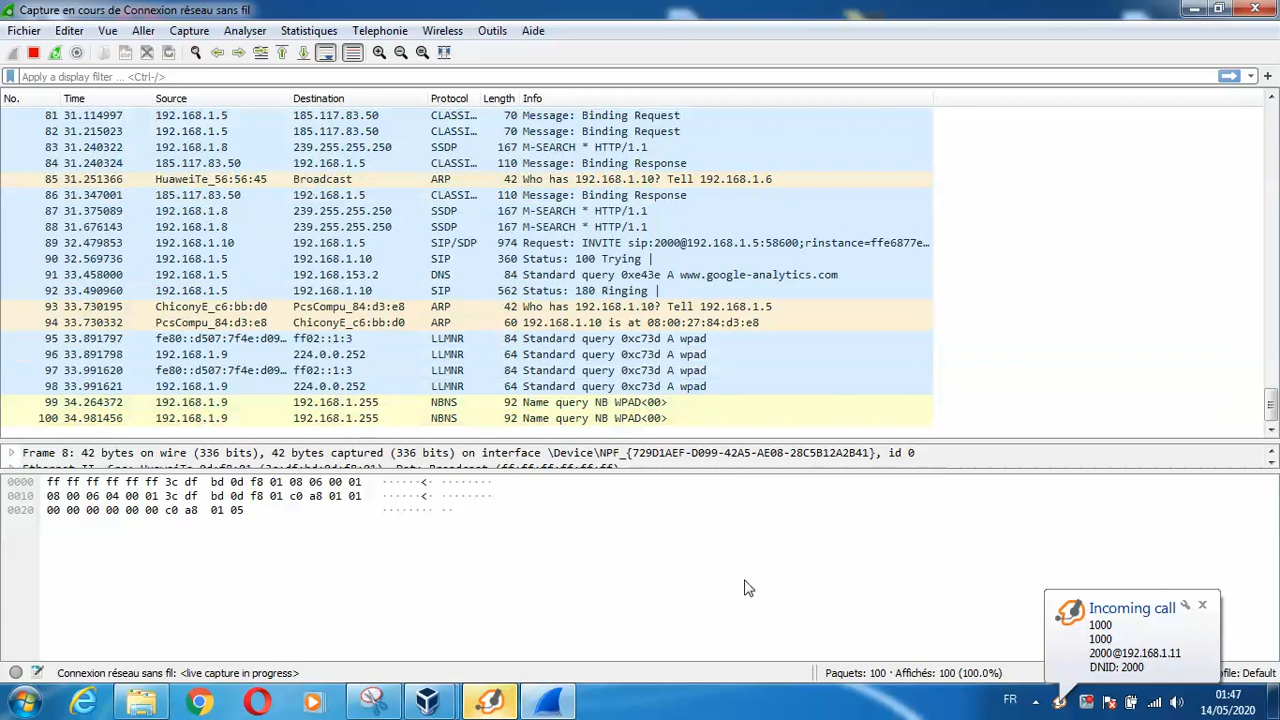 Capture en cours de Connexion réseau sans fil
Fichier Editer Vue Aller Capture Analyser Statistiques Telephonie Wireless Outils Aide
Apply a display filter ... <Ctrl-/>
No. Time Source Destination Protocol Length Info
81 31.114997 192.168.1.5 185.117.83.50 CLASSI… 70 Message: Binding Request
82 31.215023 192.168.1.5 185.117.83.50 CLASSI… 70 Message: Binding Request
83 31.240322 192.168.1.8 239.255.255.250 SSDP 167 M-SEARCH * HTTP/1.1
84 31.240324 185.117.83.50 192.168.1.5 CLASSI… 110 Message: Binding Response
85 31.251366 HuaweiTe_56:56:45 Broadcast ARP 42 Who has 192.168.1.10? Tell 192.168.1.6
86 31.347001 185.117.83.50 192.168.1.5 CLASSI… 110 Message: Binding Response
87 31.375089 192.168.1.8 239.255.255.250 SSDP 167 M-SEARCH * HTTP/1.1
88 31.676143 192.168.1.8 239.255.255.250 SSDP 167 M-SEARCH * HTTP/1.1
89 32.479853 192.168.1.10 192.168.1.5 SIP/SDP 974 Request: INVITE sip:2000@192.168.1.5:58600;rinstance=ffe6877e…
90 32.569736 192.168.1.5 192.168.1.10 SIP 360 Status: 100 Trying |
91 33.458000 192.168.1.5 192.168.153.2 DNS 84 Standard query 0xe43e A www.google-analytics.com
92 33.490960 192.168.1.5 192.168.1.10 SIP 562 Status: 180 Ringing |
93 33.730195 ChiconyE_c6:bb:d0 PcsCompu_84:d3:e8 ARP 42 Who has 192.168.1.10? Tell 192.168.1.5
94 33.730332 PcsCompu_84:d3:e8 ChiconyE_c6:bb:d0 ARP 60 192.168.1.10 is at 08:00:27:84:d3:e8
95 33.891797 fe80::d507:7f4e:d09… ff02::1:3 LLMNR 84 Standard query 0xc73d A wpad
96 33.891798 192.168.1.9 224.0.0.252 LLMNR 64 Standard query 0xc73d A wpad
97 33.991620 fe80::d507:7f4e:d09… ff02::1:3 LLMNR 84 Standard query 0xc73d A wpad
98 33.991621 192.168.1.9 224.0.0.252 LLMNR 64 Standard query 0xc73d A wpad
99 34.264372 192.168.1.9 192.168.1.255 NBNS 92 Name query NB WPAD<00>
100 34.981456 192.168.1.9 192.168.1.255 NBNS 92 Name query NB WPAD<00>
Frame 8: 42 bytes on wire (336 bits), 42 bytes captured (336 bits) on interface \Device\NPF_{729D1AEF-D099-42A5-AE08-28C5B12A2B41}, id 0
0000 ff ff ff ff ff ff 3c df bd 0d f8 01 08 06 00 01 ······<· ········
0010 08 00 06 04 00 01 3c df bd 0d f8 01 c0 a8 01 01 ······<· ········
0020 00 00 00 00 00 00 c0 a8 01 05 ········ ··
Incoming call
1000
1000
2000@192.168.1.11
DNID: 2000
Connexion réseau sans fil: <live capture in progress> Paquets: 100 · Affichés: 100 (100.0%) file: Default
FR 01:47
14/05/2020